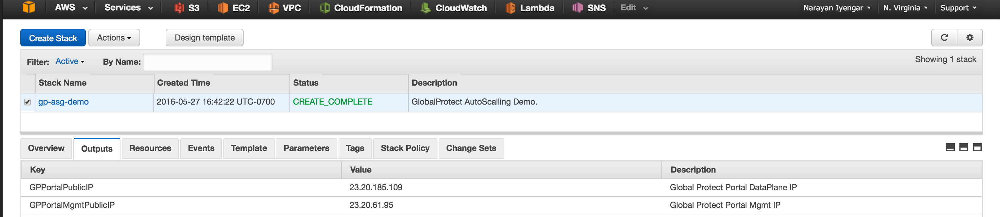 AWS Services S3 EC2 VPC CloudFormation CloudWatch Lambda SNS Edit Narayan Iyengar N. Virginia Support
Create Stack Actions Design template
Filter: Active By Name: Showing 1 stack
Stack Name Created Time Status Description
gp-asg-demo 2016-05-27 16:42:22 UTC-0700 CREATE_COMPLETE GlobalProtect AutoScalling Demo.
Overview Outputs Resources Events Template Parameters Tags Stack Policy Change Sets
Key Value Description
GPPortalPublicIP 23.20.185.109 Global Protect Portal DataPlane IP
GPPortalMgmtPublicIP 23.20.61.95 Global Protect Portal Mgmt IP